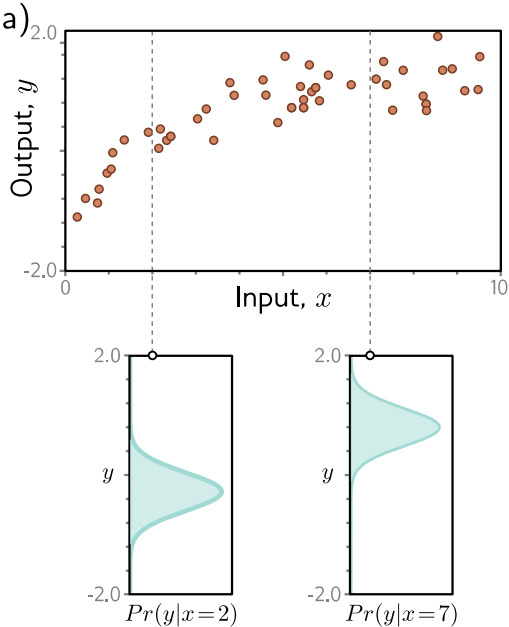 a)
2.0
Output, y
-2.0
0
Input, x
10
2.0
2.0
y
y
-2.0
-2.0
Pr(y|x=2)
Pr(y|x=7)